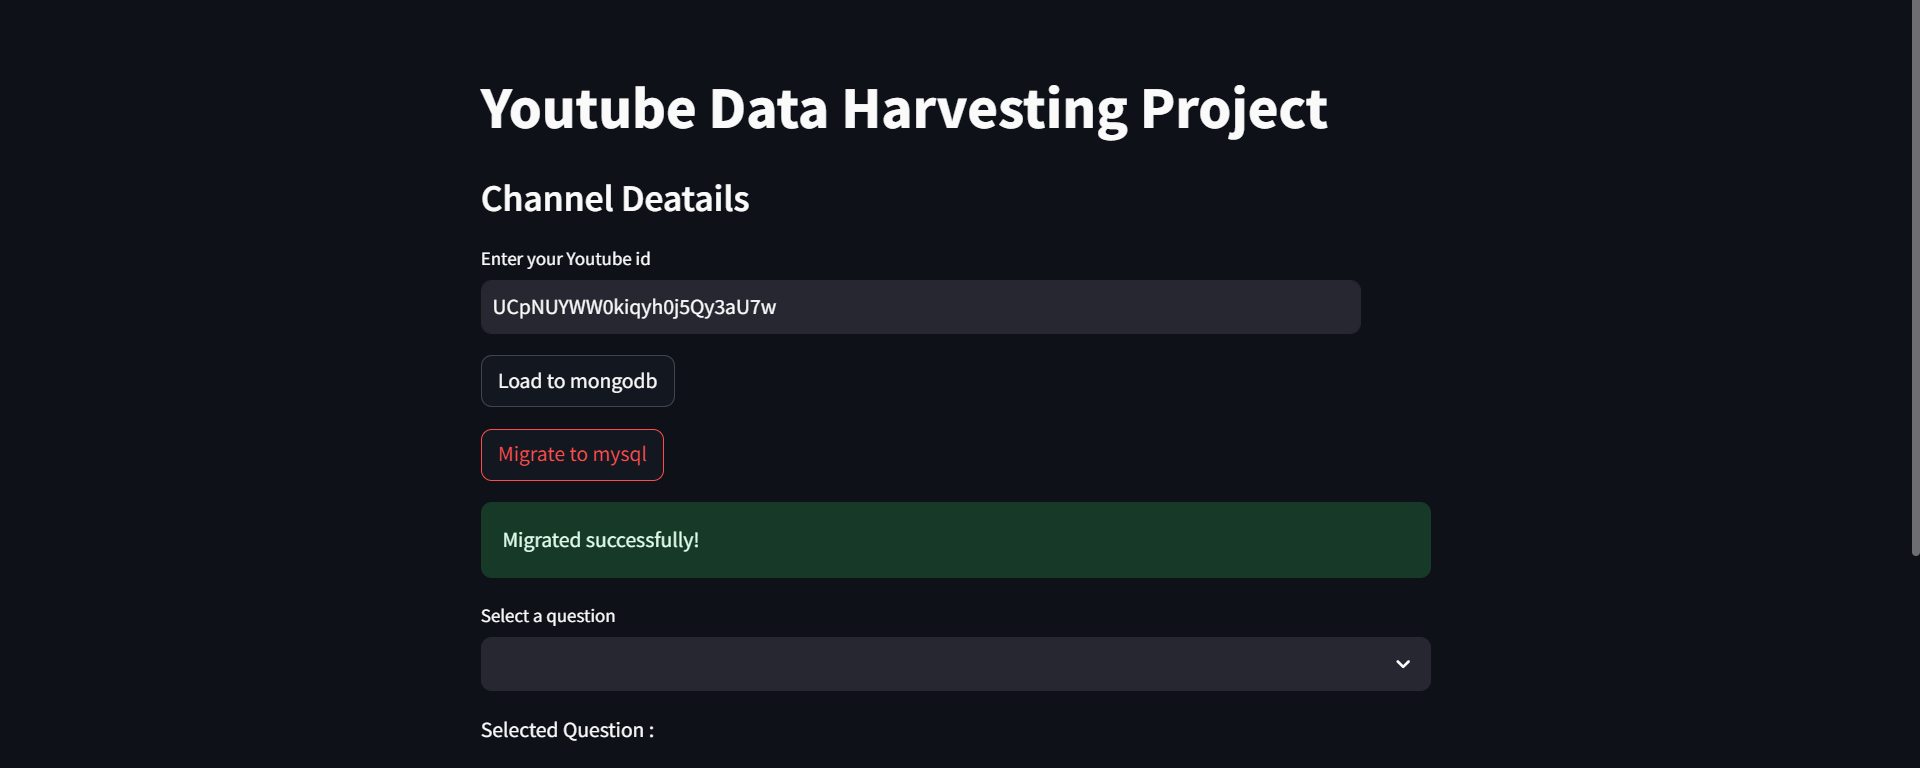 Youtube Data Harvesting Project
Channel Deatails
Enter your Youtube id
UCpNUYWW0kiqyh0j5Qy3aU7w
Load to mongodb
Migrate to mysql
Migrated successfully!
Select a question
Selected Question :